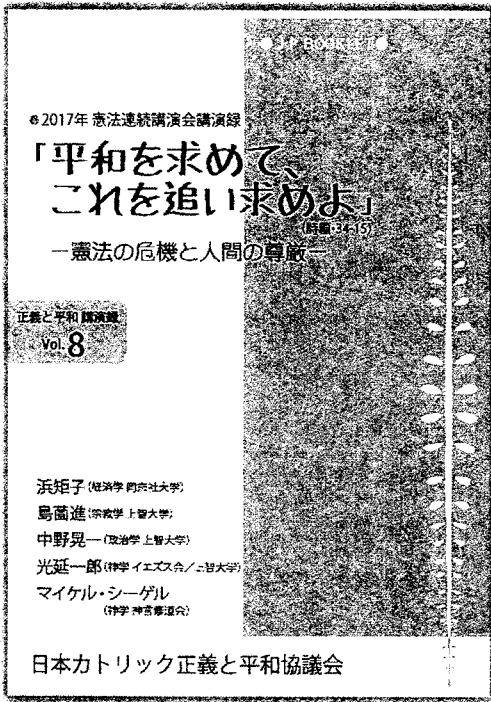 ●J-P BOOKLET●
●2017年 憲法連続講演会講演録
「平和を求めて、
これを追い求めよ」
(詩編・34-15)
ー憲法の危機と人間の尊厳ー
正義と平和 講演録
Vol. 8
浜矩子(経済学 同志社大学)
島薗進(宗教学 上智大学)
中野晃一(政治学 上智大学)
光延一郎(神学 イエズス会/上智大学)
マイケル・シーゲル
(神学 神言修道会)
日本カトリック正義と平和協議会